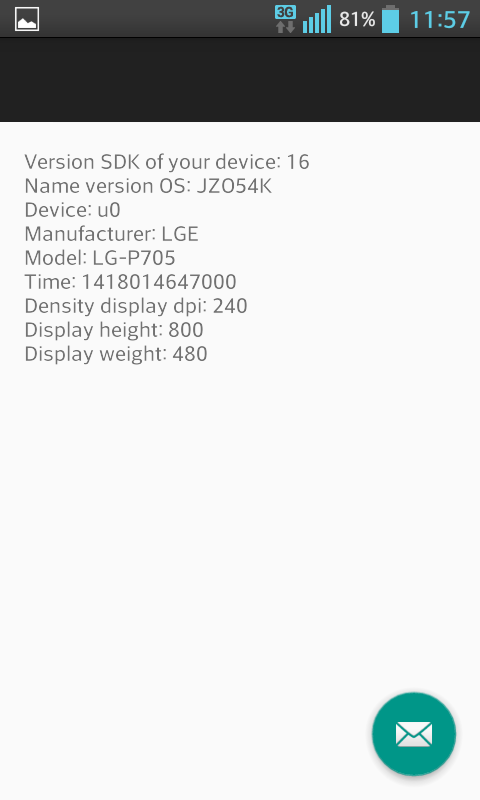 3G 81% 11:57
Version SDK of your device: 16
Name version OS: JZO54K
Device: u0
Manufacturer: LGE
Model: LG-P705
Time: 1418014647000
Density display dpi: 240
Display height: 800
Display weight: 480